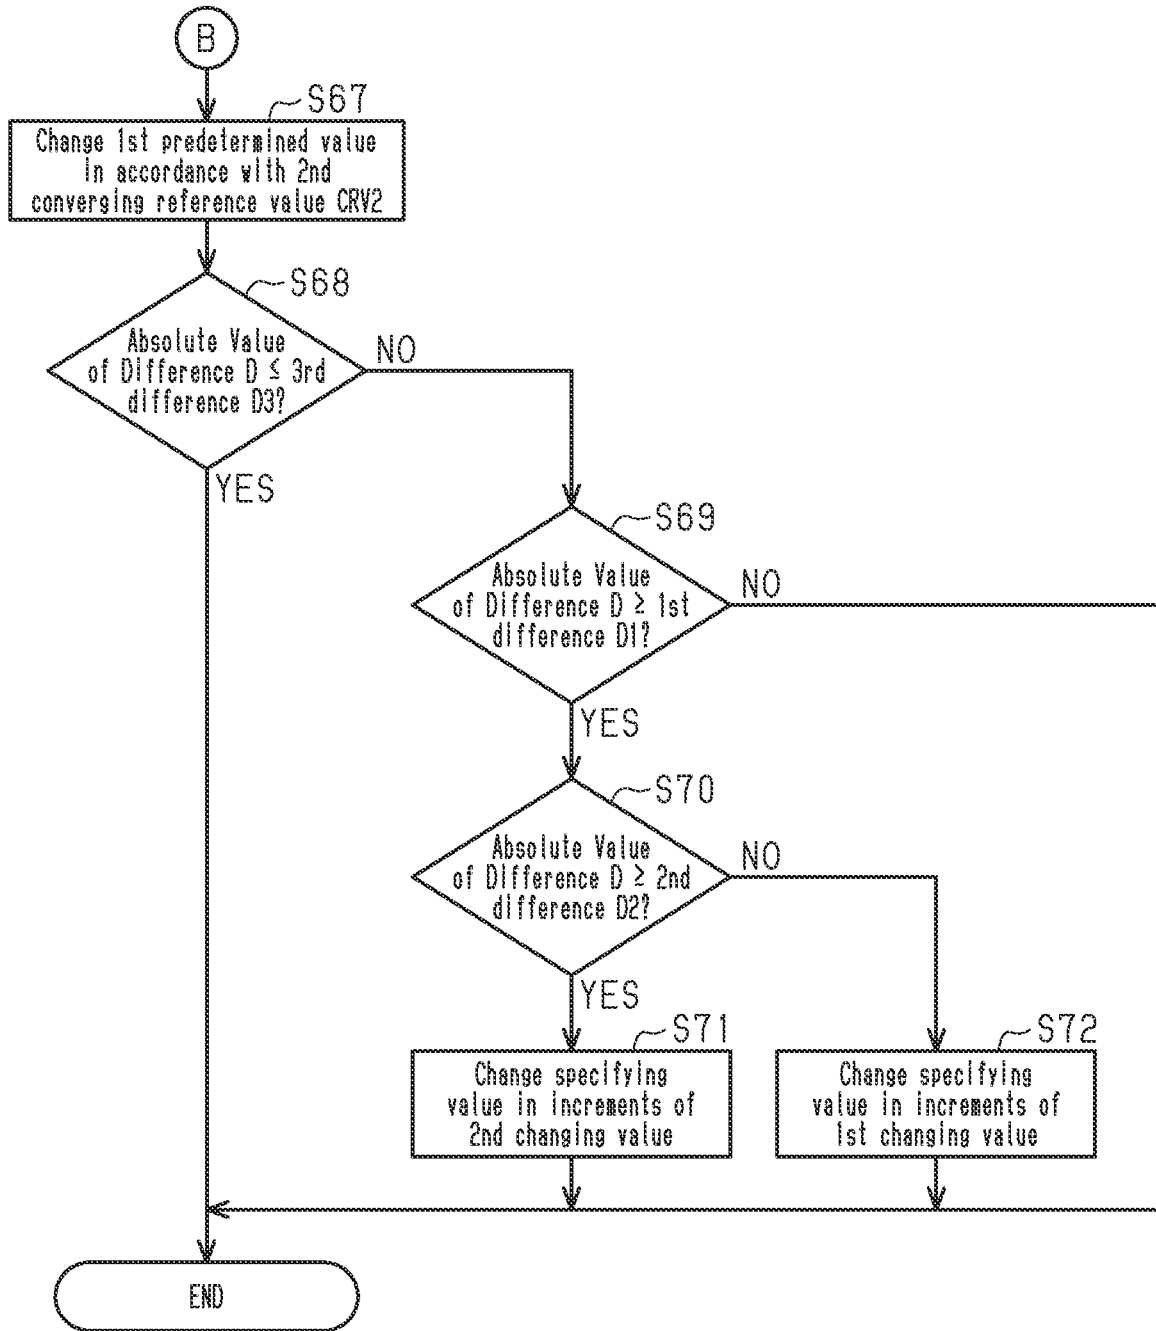 B
S67
Change 1st predetermined value
in accordance with 2nd
converging reference value CRV2
S68
Absolute Value
of Difference D ≤ 3rd
difference D3?
NO
YES
S69
Absolute Value
of Difference D ≥ 1st
difference D1?
NO
YES
S70
Absolute Value
of Difference D ≥ 2nd
difference D2?
NO
YES
S71
Change specifying
value in increments of
2nd changing value
S72
Change specifying
value in increments of
1st changing value
END